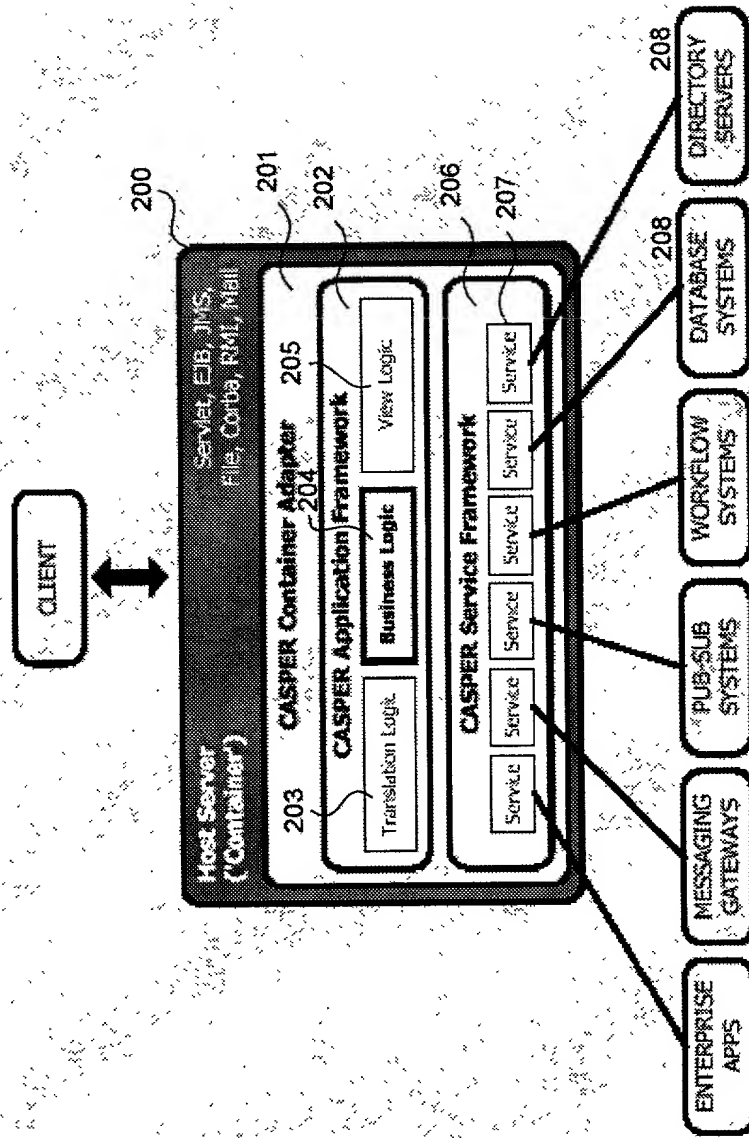 CLIENT
Host Server
('Container')
Servlet, EJB, JMS,
File, Corba, RMI, Mail
200
CASPER Container Adapter
201
204
205
CASPER Application Framework
202
203
Translation Logic
Business Logic
View Logic
CASPER Service Framework
206
Service
Service
Service
Service
Service
Service
207
208
208
ENTERPRISE
APPS
MESSAGING
GATEWAYS
PUB-SUB
SYSTEMS
WORKFLOW
SYSTEMS
DATABASE
SYSTEMS
DIRECTORY
SERVERS